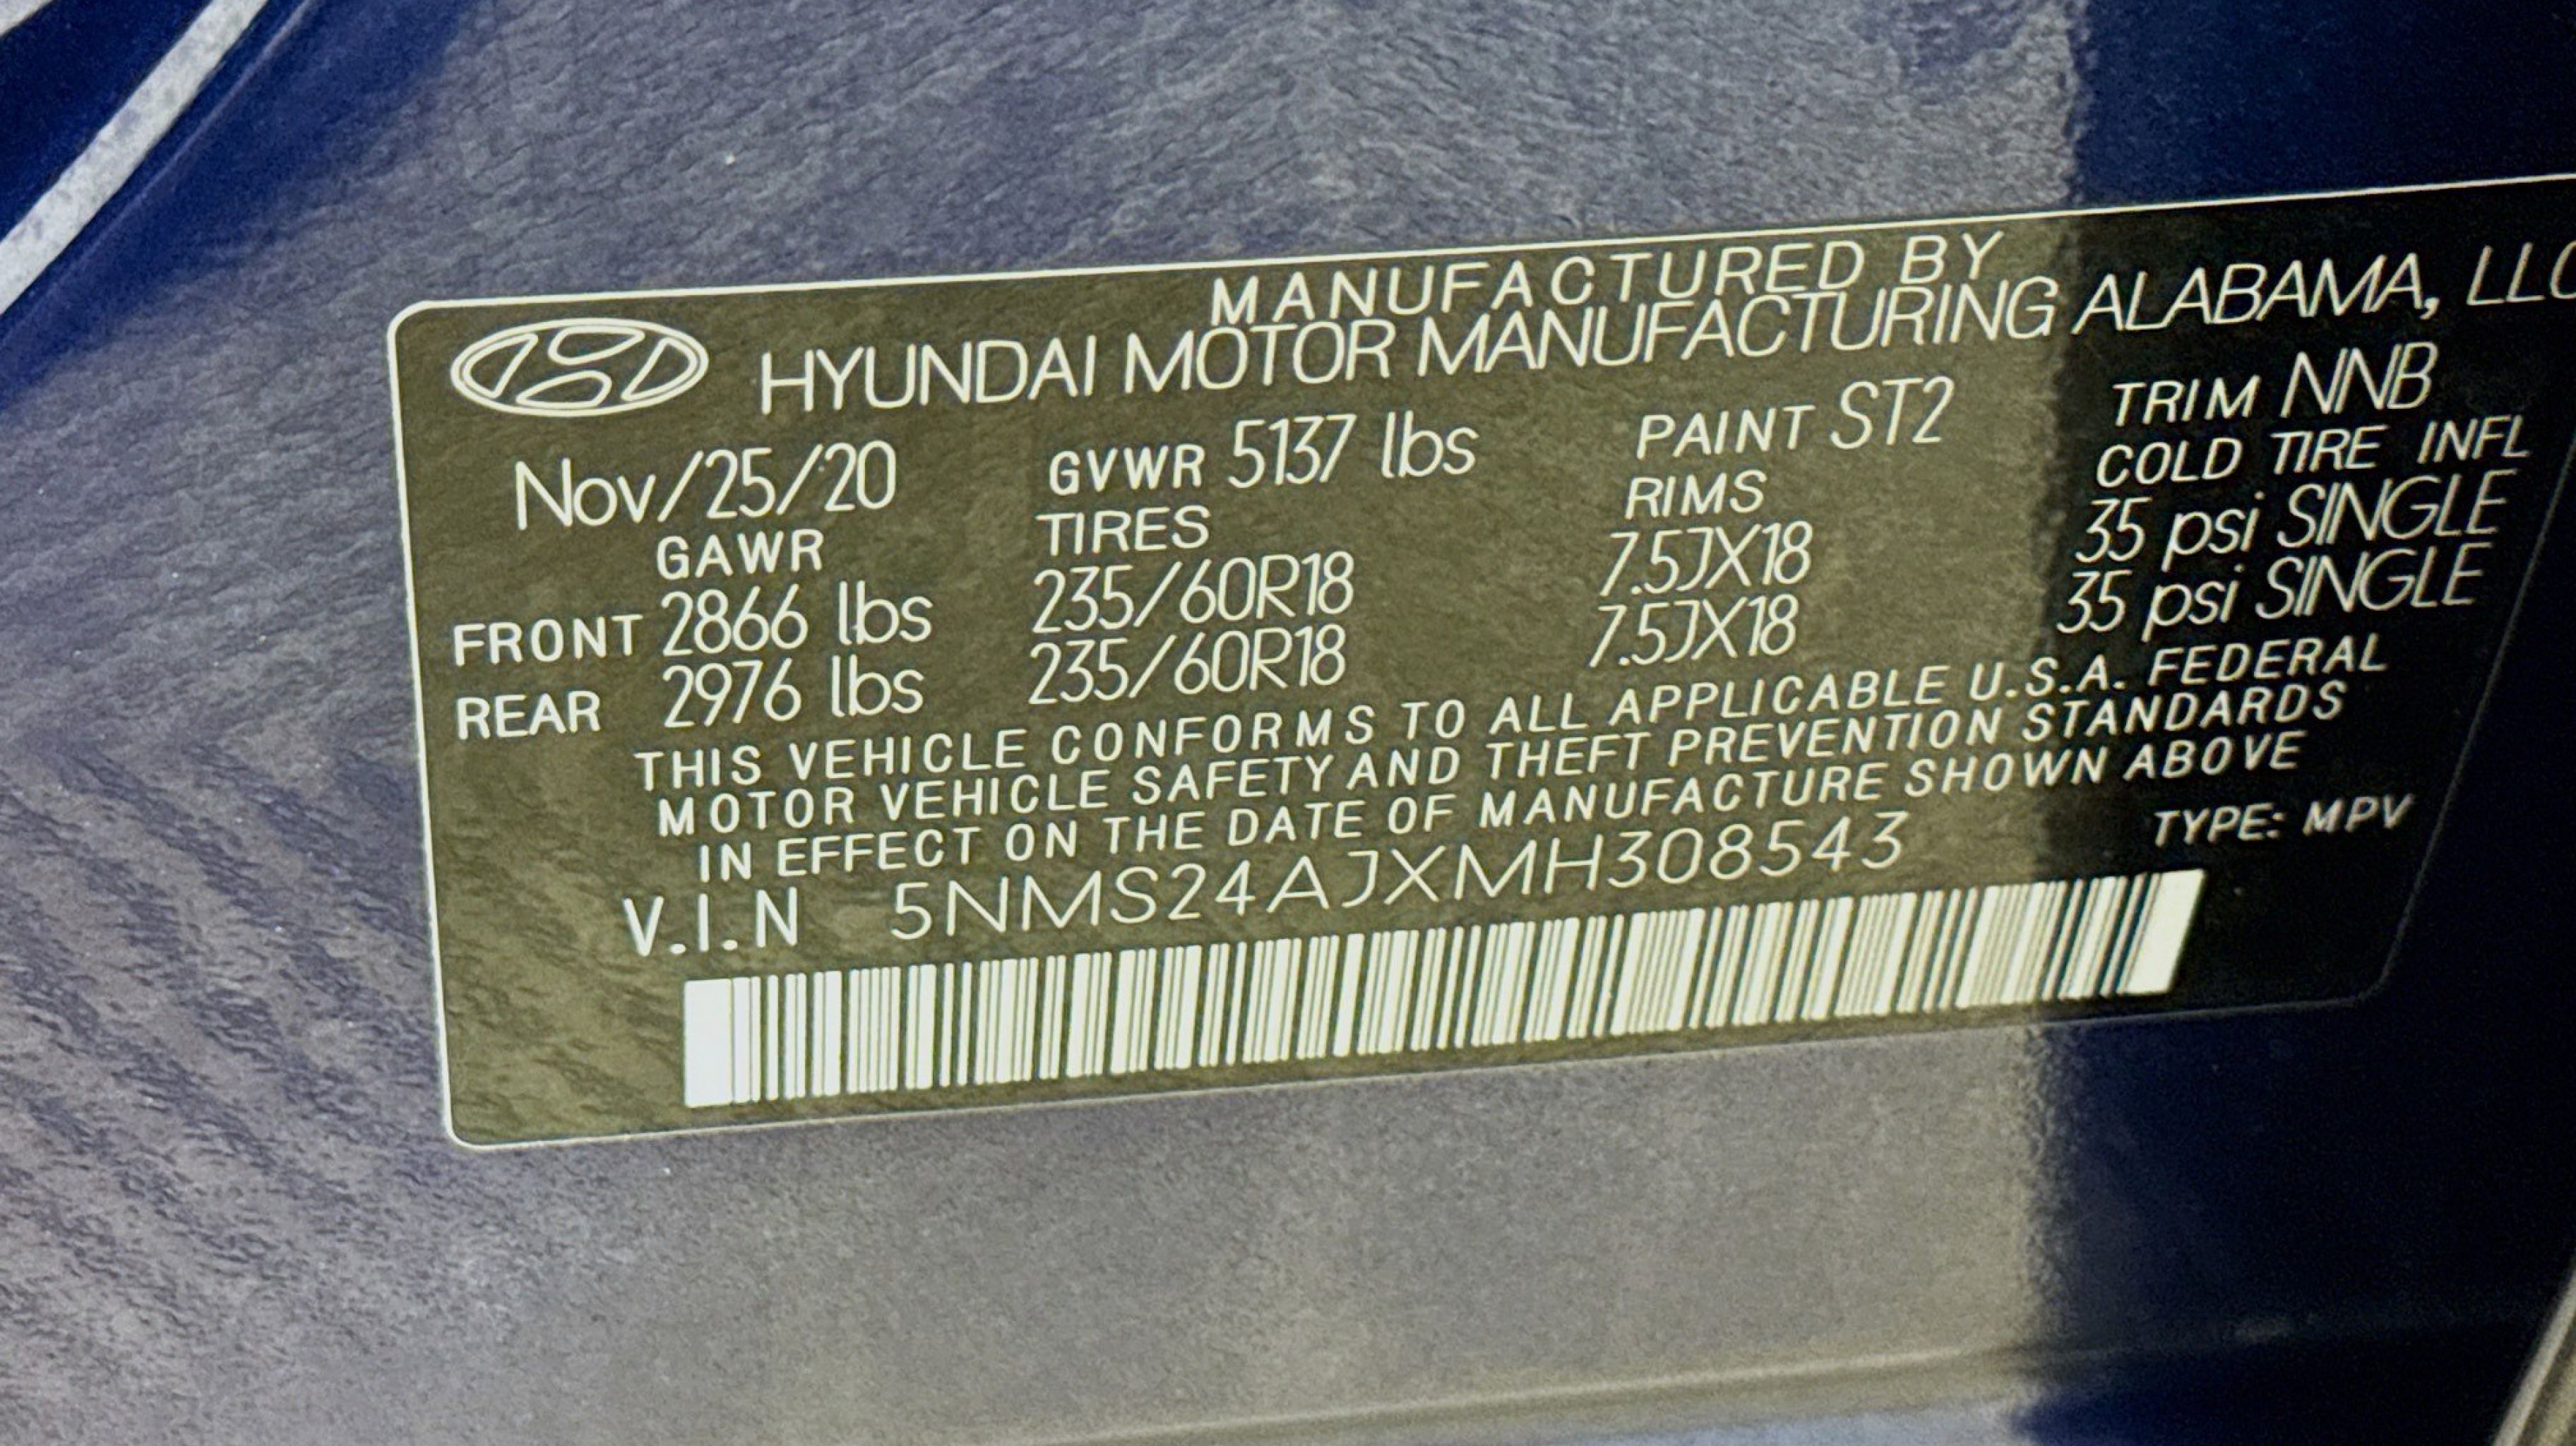 MANUFACTURED BY
HYUNDAI MOTOR MANUFACTURING ALABAMA, LLC
Nov/25/20 GVWR 5137 lbs PAINT ST2 TRIM NNB
GAWR TIRES RIMS COLD TIRE INFL
FRONT 2866 lbs 235/60R18 7.5JX18 35 psi SINGLE
REAR 2976 lbs 235/60R18 7.5JX18 35 psi SINGLE
THIS VEHICLE CONFORMS TO ALL APPLICABLE U.S.A. FEDERAL
MOTOR VEHICLE SAFETY AND THEFT PREVENTION STANDARDS
IN EFFECT ON THE DATE OF MANUFACTURE SHOWN ABOVE
V.I.N 5NMS24AJXMH308543 TYPE: MPV